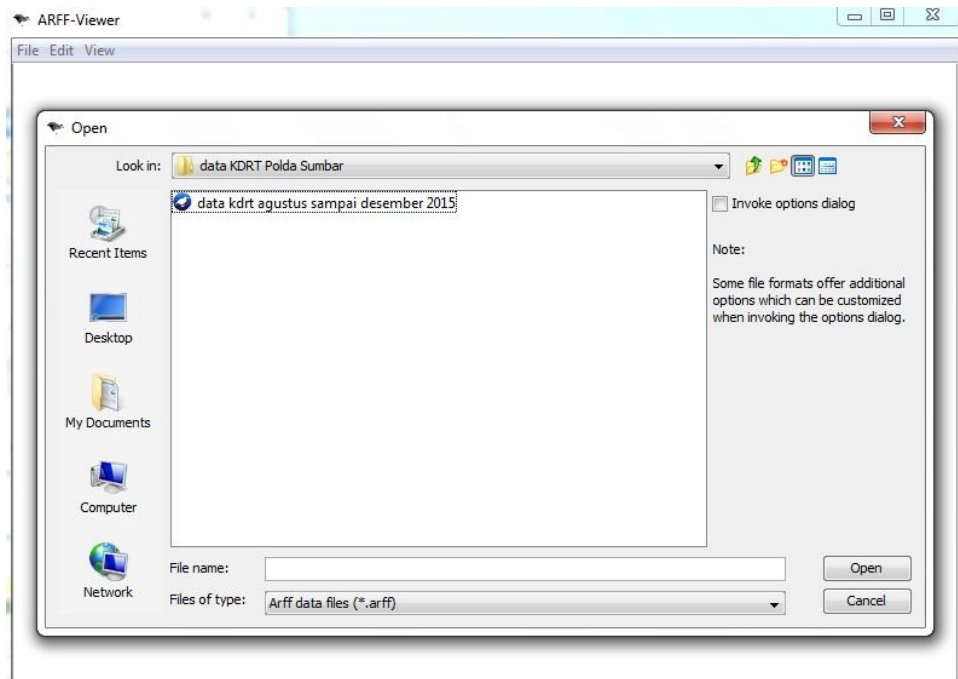 ARFF-Viewer
File Edit View
Open
Look in: data KDRT Polda Sumbar
data kdrt agustus sampai desember 2015
Invoke options dialog
Note:
Some file formats offer additional
options which can be customized
when invoking the options dialog.
Recent Items
Desktop
My Documents
Computer
Network
File name: Open
Files of type: Arff data files (*.arff) Cancel